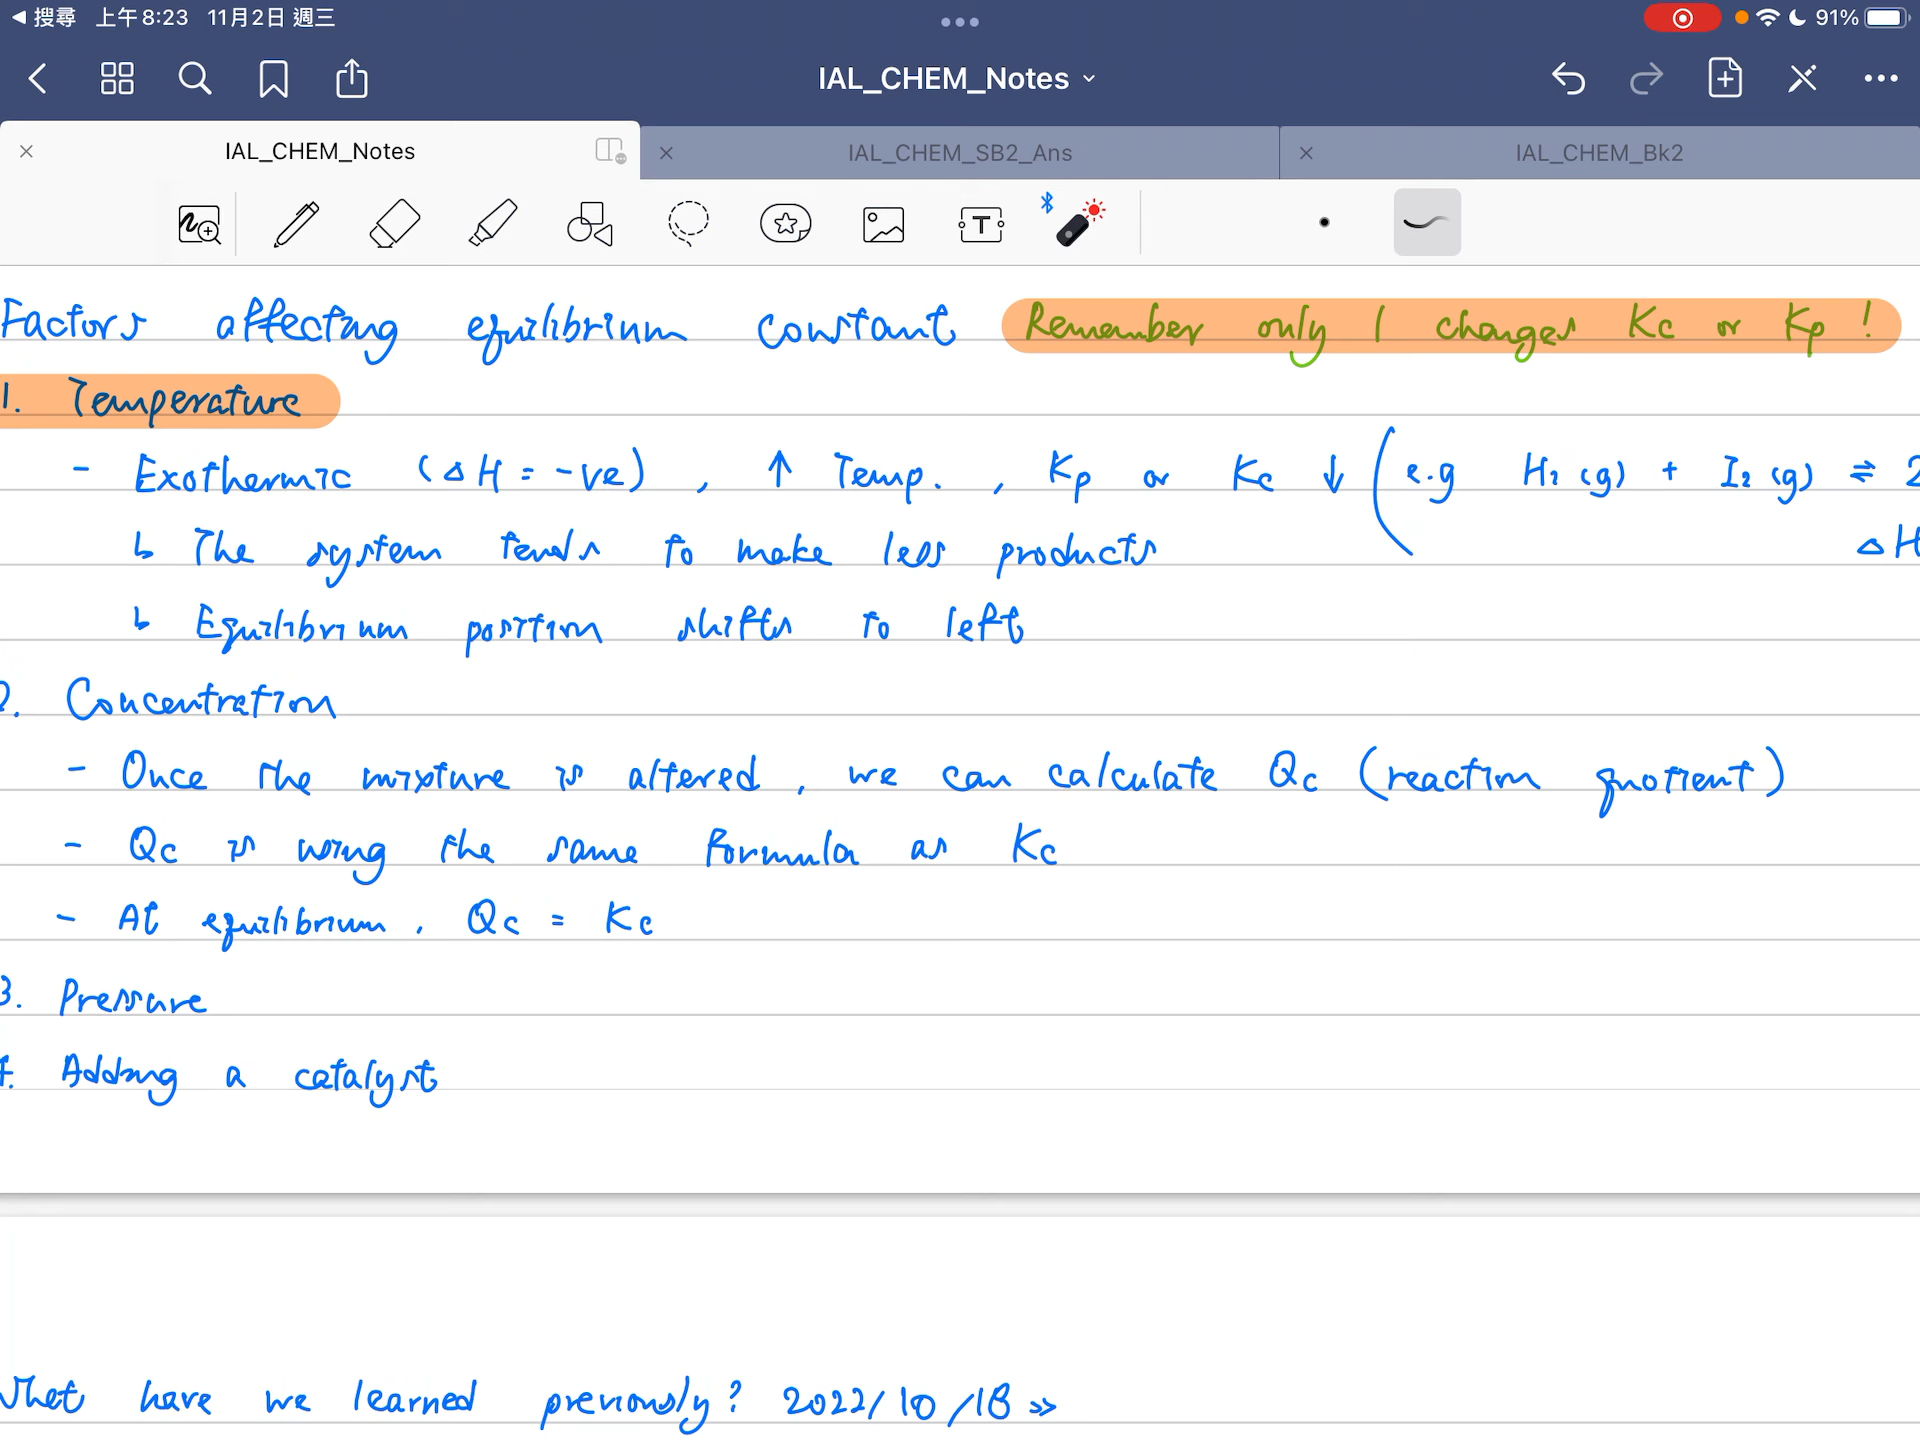 搜尋 上午8:23 11月2日 週三 91%
IAL_CHEM_Notes
IAL_CHEM_Notes IAL_CHEM_SB2_Ans IAL_CHEM_Bk2
T
Factors affecting equilibrium constant Remember only 1 changes Kc or Kp !
1. Temperature
- Exothermic (ΔH = -ve) , ↑ Temp. , Kp or Kc ↓ ( e.g H₂ (g) + I₂ (g) ⇌ 2
ΔH
↳ The system tends to make less products
↳ Equilibrium position shifts to left
2. Concentration
- Once the mixture is altered, we can calculate Qc (reaction quotient)
- Qc is using the same formula as Kc
- At equilibrium, Qc = Kc
3. Pressure
4. Adding a catalyst
What have we learned previously? 2022/10/18 >>